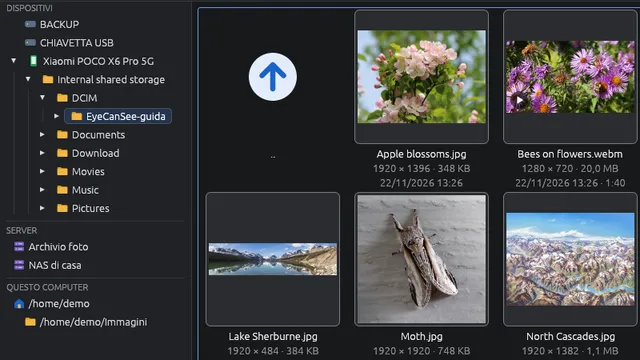 DISPOSITIVI
BACKUP
CHIAVETTA USB
Xiaomi POCO X6 Pro 5G
Internal shared storage
DCIM
EyeCanSee-guida
Documents
Download
Movies
Music
Pictures
SERVER
Archivio foto
NAS di casa
QUESTO COMPUTER
/home/demo
/home/demo/Immagini
..
Apple blossoms.jpg
1920 × 1396 · 348 KB
22/11/2026 13:26
Bees on flowers.webm
1280 × 720 · 20,0 MB
22/11/2026 13:26 · 1:40
Lake Sherburne.jpg
1920 × 484 · 384 KB
Moth.jpg
1920 × 1920 · 748 KB
North Cascades.jpg
1920 × 1382 · 1,1 MB